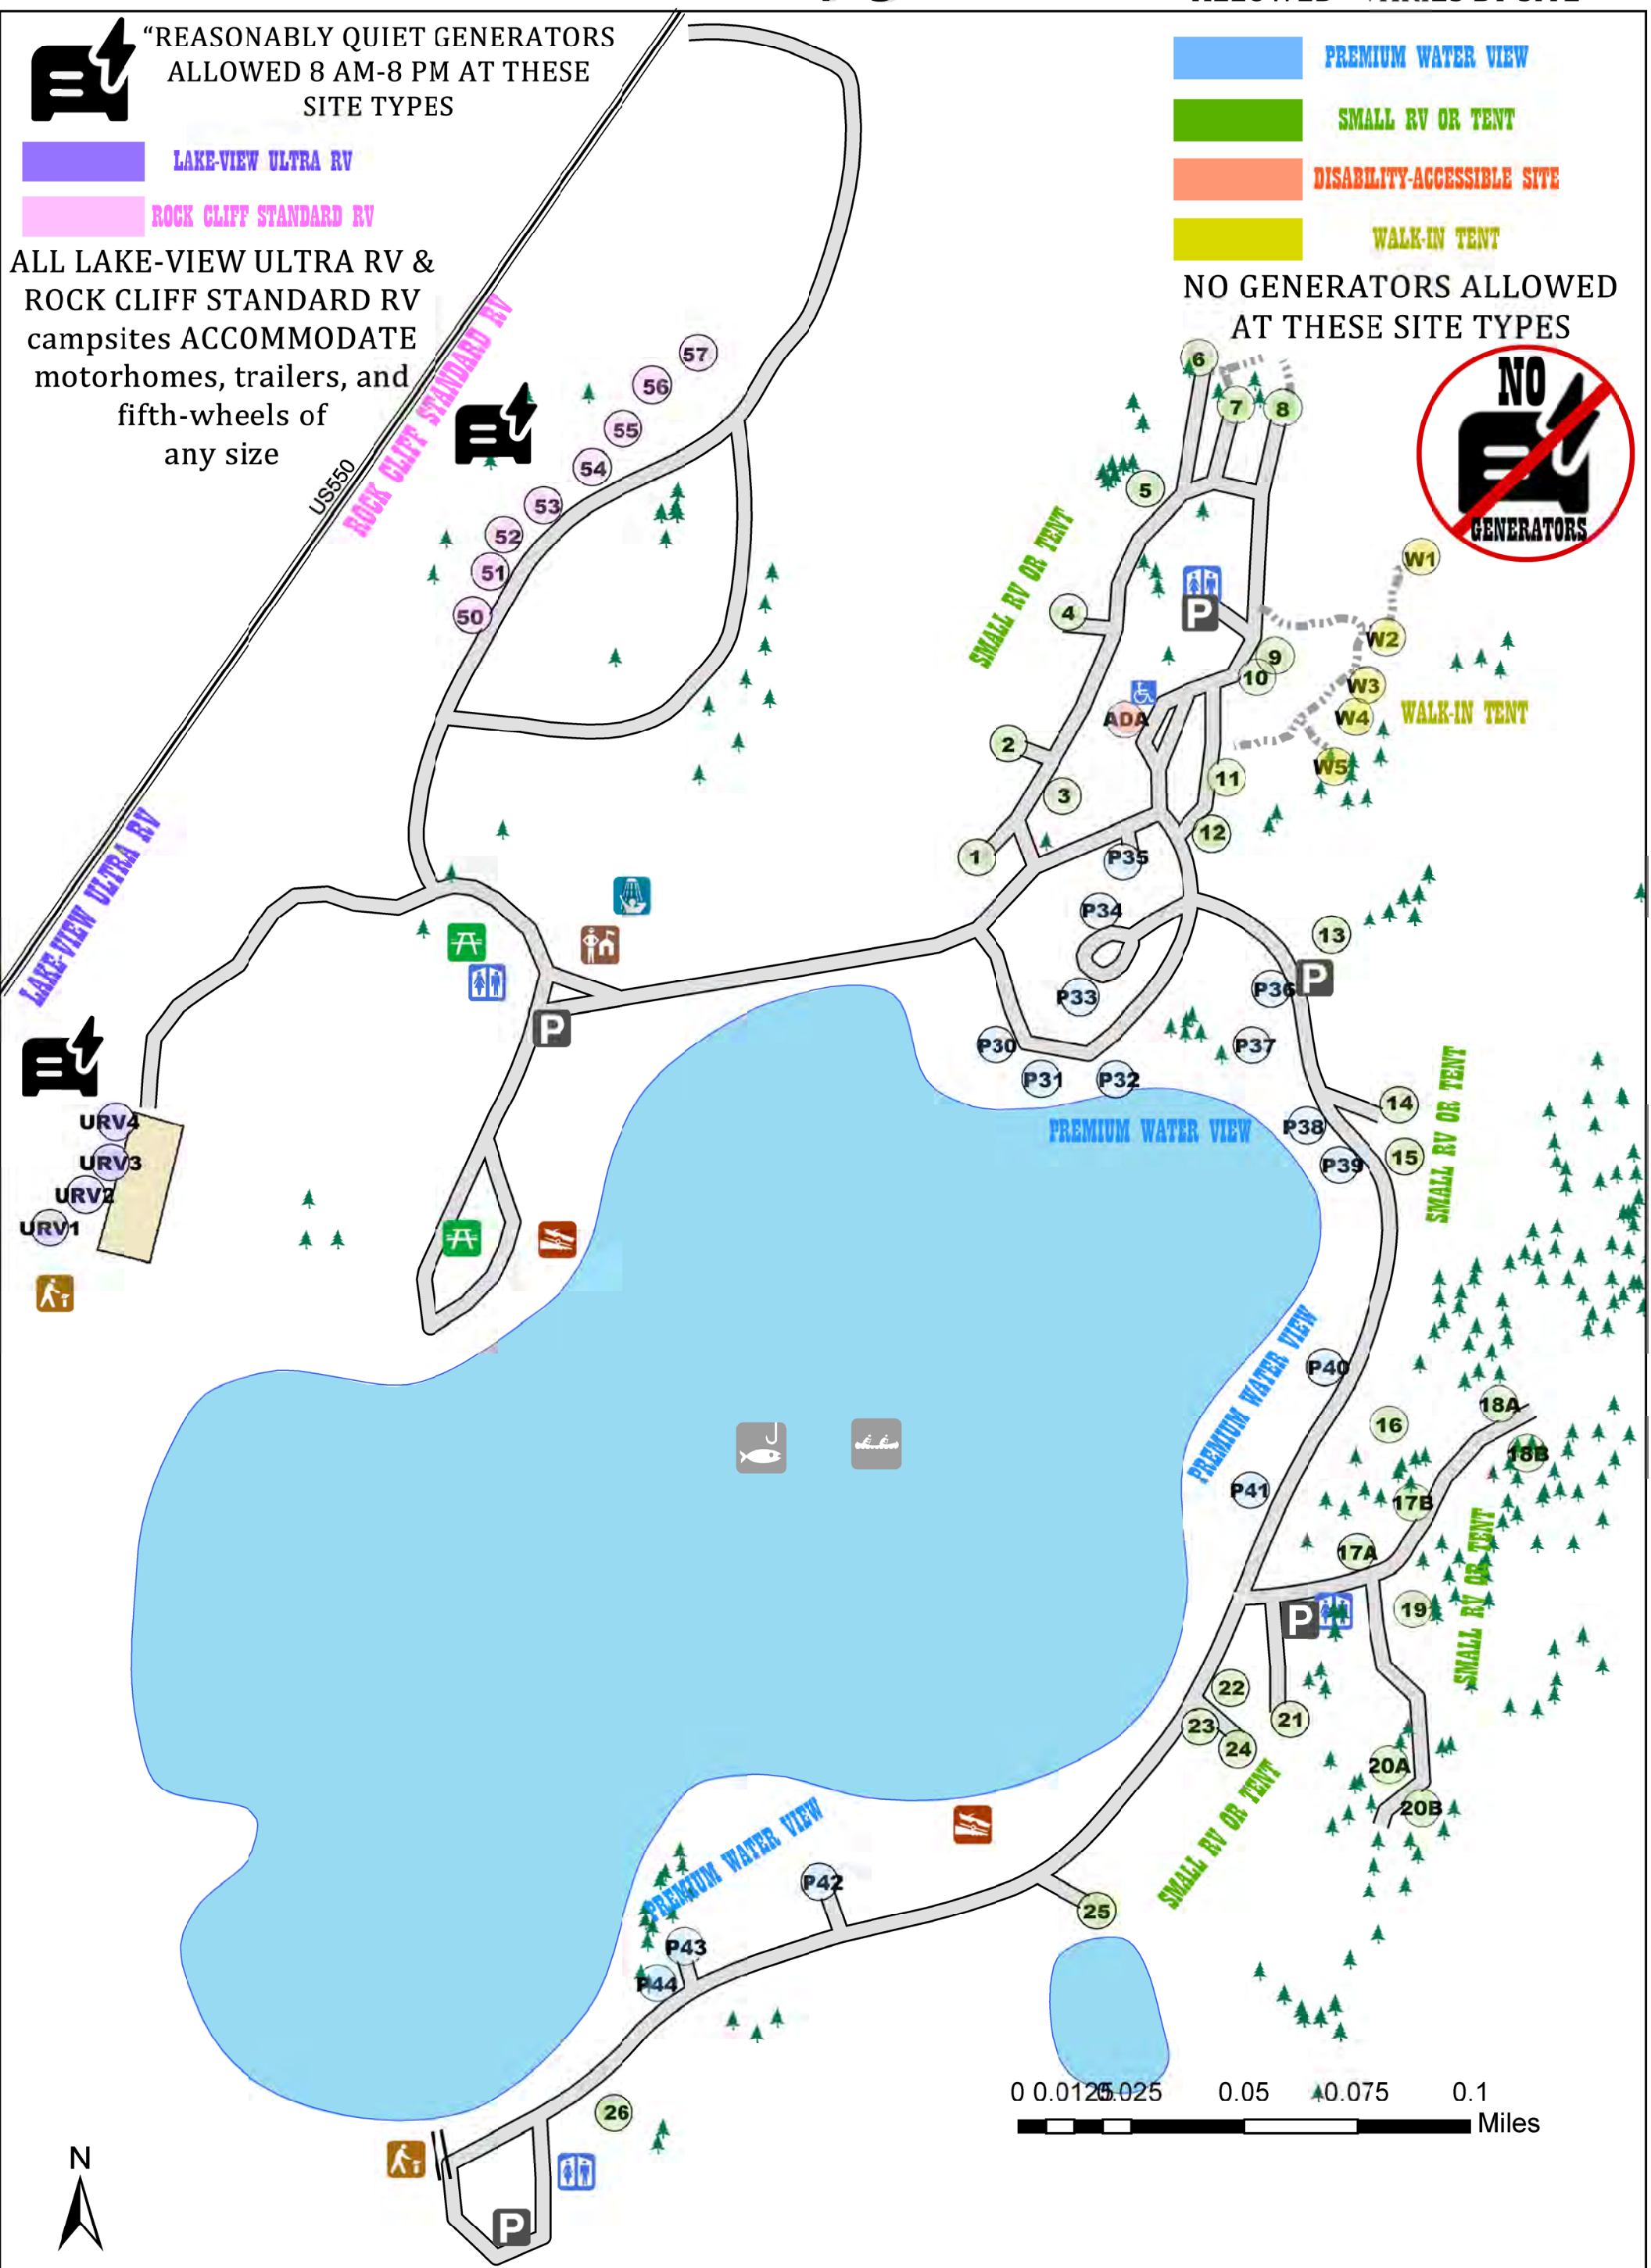 “REASONABLY QUIET GENERATORS
ALLOWED 8 AM-8 PM AT THESE
SITE TYPES
LAKE-VIEW ULTRA RV
ROCK CLIFF STANDARD RV
ALL LAKE-VIEW ULTRA RV &
ROCK CLIFF STANDARD RV
campsites ACCOMMODATE
motorhomes, trailers, and
fifth-wheels of
any size
PREMIUM WATER VIEW
SMALL RV OR TENT
DISABILITY-ACCESSIBLE SITE
WALK-IN TENT
NO GENERATORS ALLOWED
AT THESE SITE TYPES
NO
GENERATORS
US550
ROCK CLIFF STANDARD RV
57
56
55
54
53
52
51
50
6
7
8
5
SMALL RV OR TENT
4
P
9
10
W1
W2
W3
W4
W5
WALK-IN TENT
ADA
2
3
11
12
1
P35
P34
P33
P30
P31
P32
PREMIUM WATER VIEW
13
P
P36
P37
14
P38
P39
15
SMALL RV OR TENT
LAKE-VIEW ULTRA RV
P
URV4
URV3
URV2
URV1
PREMIUM WATER VIEW
P40
P41
16
18A
18B
17B
17A
19
SMALL RV OR TENT
P
22
21
23
24
20A
20B
SMALL RV OR TENT
25
PREMIUM WATER VIEW
P42
P43
P44
26
P
N
0 0.0125 0.025 0.05 0.075 0.1
Miles